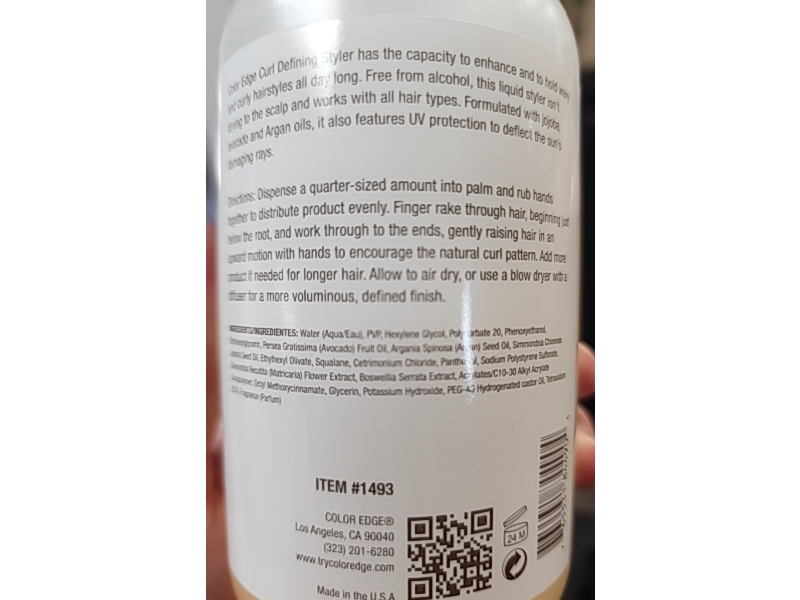 Color Edge Curl Defining Styler has the capacity to enhance and to hold wavy
and curly hairstyles all day long. Free from alcohol, this liquid styler isn't
drying to the scalp and works with all hair types. Formulated with jojoba,
avocado and Argan oils, it also features UV protection to deflect the sun's
damaging rays.
Directions: Dispense a quarter-sized amount into palm and rub hands
together to distribute product evenly. Finger rake through hair, beginning just
below the root, and work through to the ends, gently raising hair in an
upward motion with hands to encourage the natural curl pattern. Add more
product if needed for longer hair. Allow to air dry, or use a blow dryer with a
diffuser for a more voluminous, defined finish.
INGREDIENTS/INGREDIENTES: Water (Aqua/Eau), PVP, Hexylene Glycol, Polysorbate 20, Phenoxyethanol,
Persea Gratissima (Avocado) Fruit Oil, Argania Spinosa (Argan) Seed Oil, Simmondsia Chinensis
Seed Oil, Ethylhexyl Olivate, Squalane, Cetrimonium Chloride, Panthenol, Sodium Polystyrene Sulfonate,
Recutita (Matricaria) Flower Extract, Boswellia Serrata Extract, Acrylates/C10-30 Alkyl Acrylate
Octyl Methoxycinnamate, Glycerin, Potassium Hydroxide, PEG-40 Hydrogenated castor Oil, Tetrasodium
Fragrance (Parfum)
ITEM #1493
COLOR EDGE®
Los Angeles, CA 90040
(323) 201-6280
www.trycoloredge.com
Made in the U.S.A
24 M